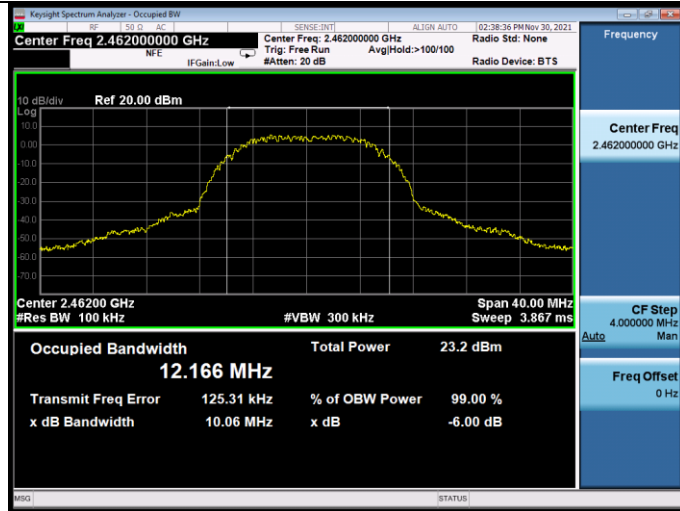 Keysight Spectrum Analyzer - Occupied BW
RF 50 Ω AC SENSE:INT ALIGN AUTO 02:38:36 PM Nov 30, 2021
Center Freq 2.462000000 GHz
NFE
IFGain:Low
Center Freq: 2.462000000 GHz
Trig: Free Run Avg|Hold:>100/100
#Atten: 20 dB
Radio Std: None
Radio Device: BTS
10 dB/div Ref 20.00 dBm
Log
10.0
0.00
-10.0
-20.0
-30.0
-40.0
-50.0
-60.0
-70.0
Center 2.46200 GHz Span 40.00 MHz
#Res BW 100 kHz #VBW 300 kHz Sweep 3.867 ms
Occupied Bandwidth Total Power 23.2 dBm
12.166 MHz
Transmit Freq Error 125.31 kHz % of OBW Power 99.00 %
x dB Bandwidth 10.06 MHz x dB -6.00 dB
MSG STATUS
Frequency
Center Freq
2.462000000 GHz
CF Step
4.000000 MHz
Auto Man
Freq Offset
0 Hz